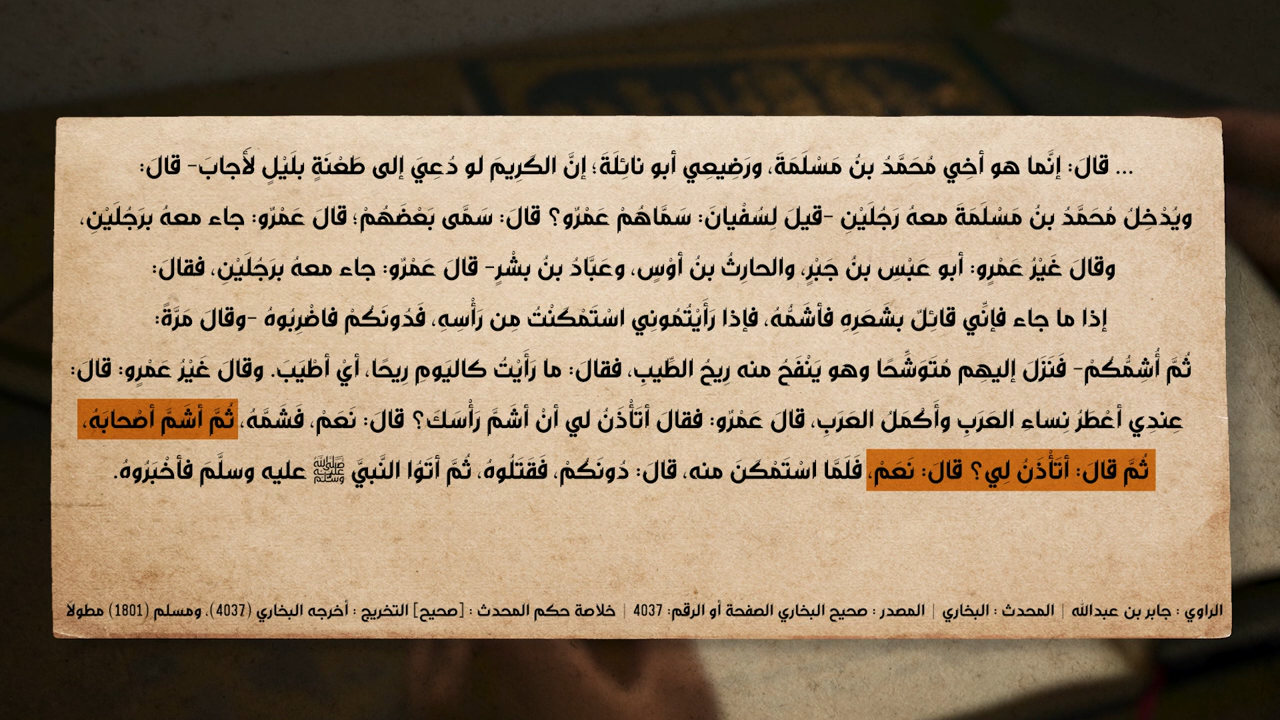 ... قالَ: إنَّما هو أخِي مُحَمَّدُ بنُ مَسْلَمَةَ، ورَضِيعِي أبو نائِلَةَ؛ إنَّ الكَرِيمَ لو دُعِيَ إلى طَعْنَةٍ بلَيْلٍ لَأجابَ- قالَ:
ويُدْخِلُ مُحَمَّدُ بنُ مَسْلَمَةَ معهُ رَجُلَيْنِ -قيلَ لِسُفْيانَ: سَمَّاهُمْ عَمْرٌو؟ قالَ: سَمَّى بَعْضَهُمْ؛ قالَ عَمْرٌو: جاء معهُ برَجُلَيْنِ،
وقالَ غَيْرُ عَمْرٍو: أبو عَبْسِ بنُ جَبْرٍ، والحارِثُ بنُ أوْسٍ، وعَبَّادُ بنُ بشْرٍ- قالَ عَمْرٌو: جاء معهُ برَجُلَيْنِ، فقالَ:
إذا ما جاء فإنِّي قائِلٌ بشَعَرِهِ فأشَمُّهُ، فإذا رَأَيْتُمُونِي اسْتَمْكَنْتُ مِن رَأْسِهِ، فَدُونَكُمْ فاضْرِبُوهُ -وقالَ مَرَّةً:
ثُمَّ أُشِمُّكُمْ- فَنَزَلَ إليهِم مُتَوَشِّحًا وهو يَنْفَحُ منه رِيحُ الطِّيبِ، فقالَ: ما رَأَيْتُ كاليَومِ رِيحًا، أيْ أطْيَبَ. وقالَ غَيْرُ عَمْرٍو: قالَ:
عِندِي أعْطَرُ نِساءِ العَرَبِ وأَكْمَلُ العَرَبِ، قالَ عَمْرٌو: فقالَ أتَأْذَنُ لي أنْ أشَمَّ رَأْسَكَ؟ قالَ: نَعَمْ، فَشَمَّهُ، ثُمَّ أشَمَّ أصْحابَهُ،
ثُمَّ قالَ: أتَأْذَنُ لِي؟ قالَ: نَعَمْ، فَلَمَّا اسْتَمْكَنَ منه، قالَ: دُونَكُمْ، فَقَتَلُوهُ، ثُمَّ أتَوُا النَّبيَّ ﷺ عليه وسلَّمَ فأخْبَرُوهُ.
الراوي : جابر بن عبدالله | المحدث : البخاري | المصدر : صحيح البخاري الصفحة أو الرقم: 4037 | خلاصة حكم المحدث : [صحيح] التخريج : أخرجه البخاري (4037)، ومسلم (1801) مطولاً